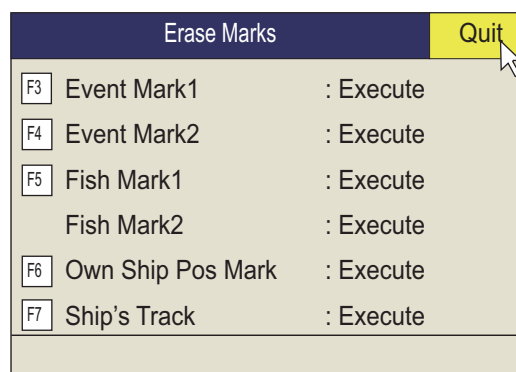 Erase Marks Quit
F3 Event Mark1 : Execute
F4 Event Mark2 : Execute
F5 Fish Mark1 : Execute
Fish Mark2 : Execute
F6 Own Ship Pos Mark : Execute
F7 Ship's Track : Execute